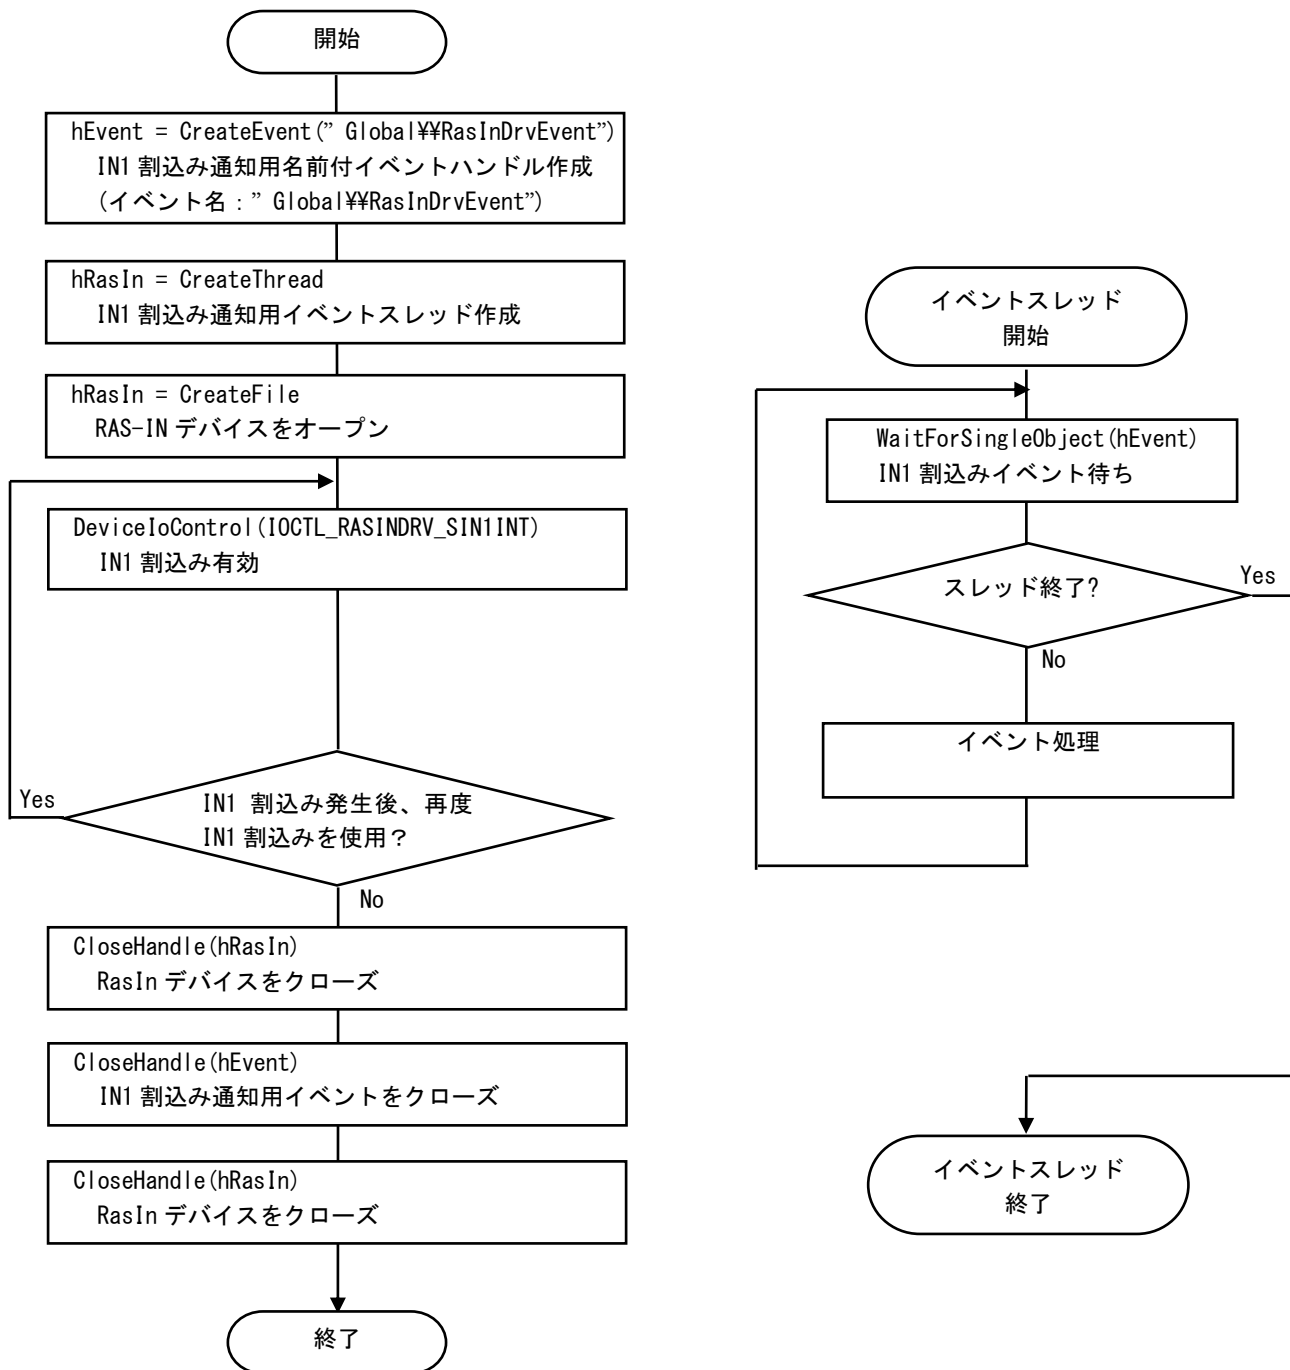 開始
hEvent = CreateEvent(” Global¥¥RasInDrvEvent”)
IN1 割込み通知用名前付イベントハンドル作成
(イベント名：” Global¥¥RasInDrvEvent”)
hRasIn = CreateThread
IN1 割込み通知用イベントスレッド作成
hRasIn = CreateFile
RAS-IN デバイスをオープン
DeviceIoControl(IOCTL_RASINDRV_SIN1INT)
IN1 割込み有効
Yes
IN1 割込み発生後、再度
IN1 割込みを使用？
No
CloseHandle(hRasIn)
RasIn デバイスをクローズ
CloseHandle(hEvent)
IN1 割込み通知用イベントをクローズ
CloseHandle(hRasIn)
RasIn デバイスをクローズ
終了
イベントスレッド
開始
WaitForSingleObject(hEvent)
IN1 割込みイベント待ち
スレッド終了?
Yes
No
イベント処理
イベントスレッド
終了